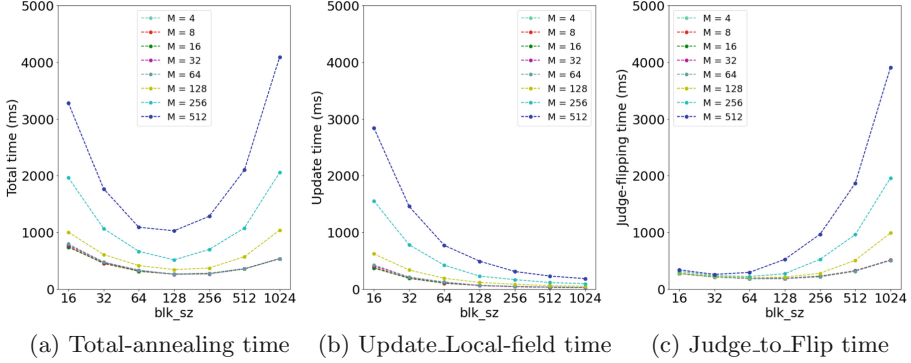 5000
4000
3000
2000
1000
0
Total time (ms)
16 32 64 128 256 512 1024
blk_sz
M = 4
M = 8
M = 16
M = 32
M = 64
M = 128
M = 256
M = 512
(a) Total-annealing time
5000
4000
3000
2000
1000
0
Update time (ms)
16 32 64 128 256 512 1024
blk_sz
M = 4
M = 8
M = 16
M = 32
M = 64
M = 128
M = 256
M = 512
(b) Update_Local-field time
5000
4000
3000
2000
1000
0
Judge-flipping time (ms)
16 32 64 128 256 512 1024
blk_sz
M = 4
M = 8
M = 16
M = 32
M = 64
M = 128
M = 256
M = 512
(c) Judge_to_Flip time